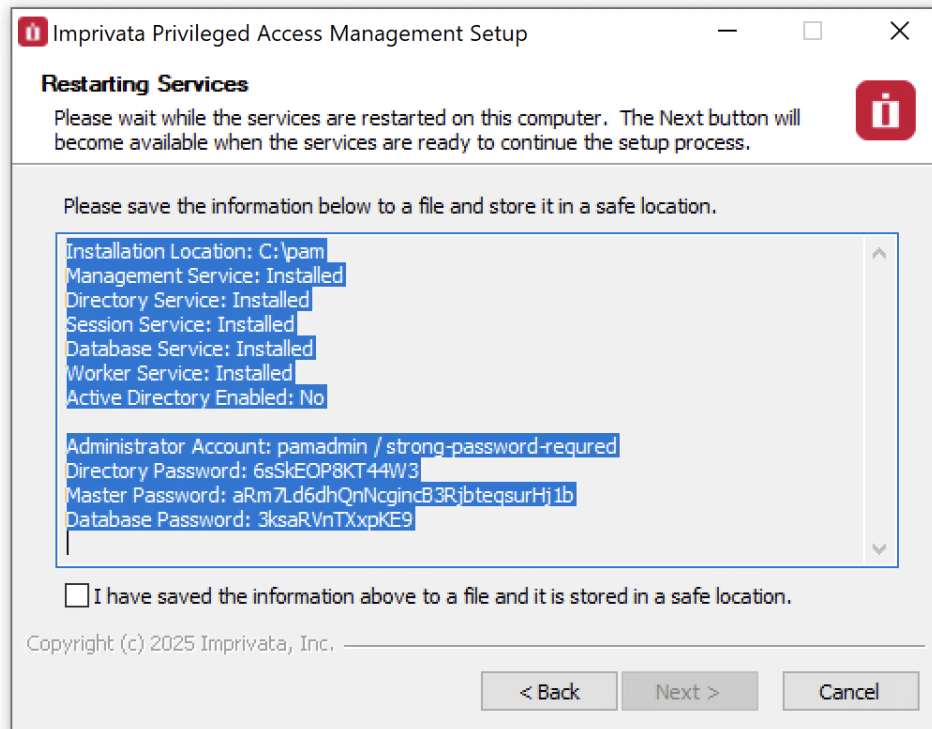 Imprivata Privileged Access Management Setup
Restarting Services
Please wait while the services are restarted on this computer. The Next button will
become available when the services are ready to continue the setup process.
Please save the information below to a file and store it in a safe location.
Installation Location: C:\pam
Management Service: Installed
Directory Service: Installed
Session Service: Installed
Database Service: Installed
Worker Service: Installed
Active Directory Enabled: No
Administrator Account: pamadmin / strong-password-requred
Directory Password: 6sSkEOP8KT44W3
Master Password: aRm7Ld6dhQnNcgincB3RjbteqsurHj1b
Database Password: 3ksaRVnTXxpKE9
I have saved the information above to a file and it is stored in a safe location.
Copyright (c) 2025 Imprivata, Inc.
< Back Next > Cancel